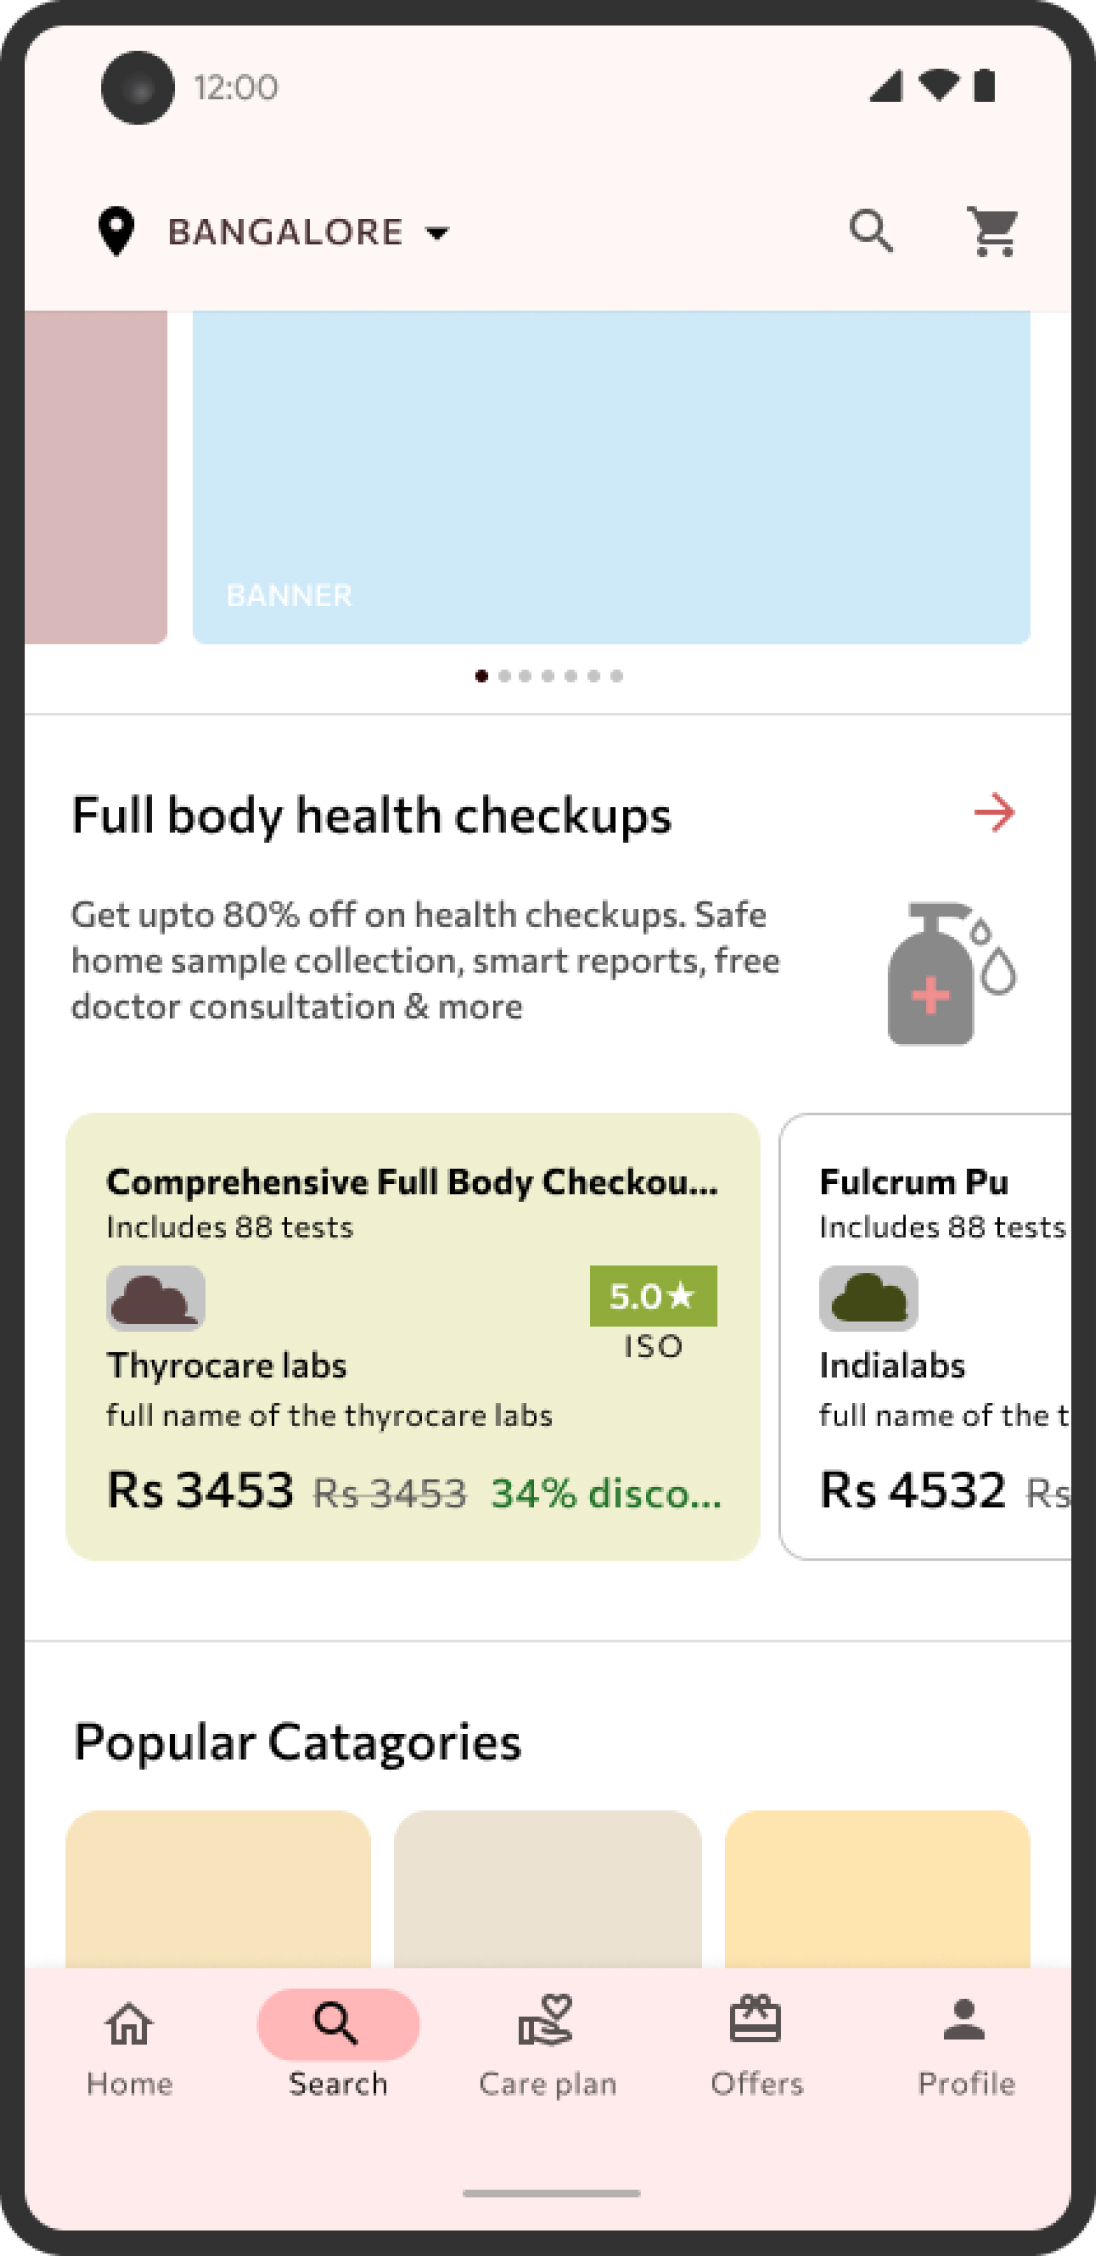 12:00
BANGALORE
BANNER
Full body health checkups
Get upto 80% off on health checkups. Safe
home sample collection, smart reports, free
doctor consultation & more
Comprehensive Full Body Checkou...
Includes 88 tests
5.0★
ISO
Thyrocare labs
full name of the thyrocare labs
Rs 3453 Rs 3453 34% disco...
Fulcrum Pu
Includes 88 tests
Indialabs
full name of the t
Rs 4532 Rs
Popular Catagories
Home
Search
Care plan
Offers
Profile